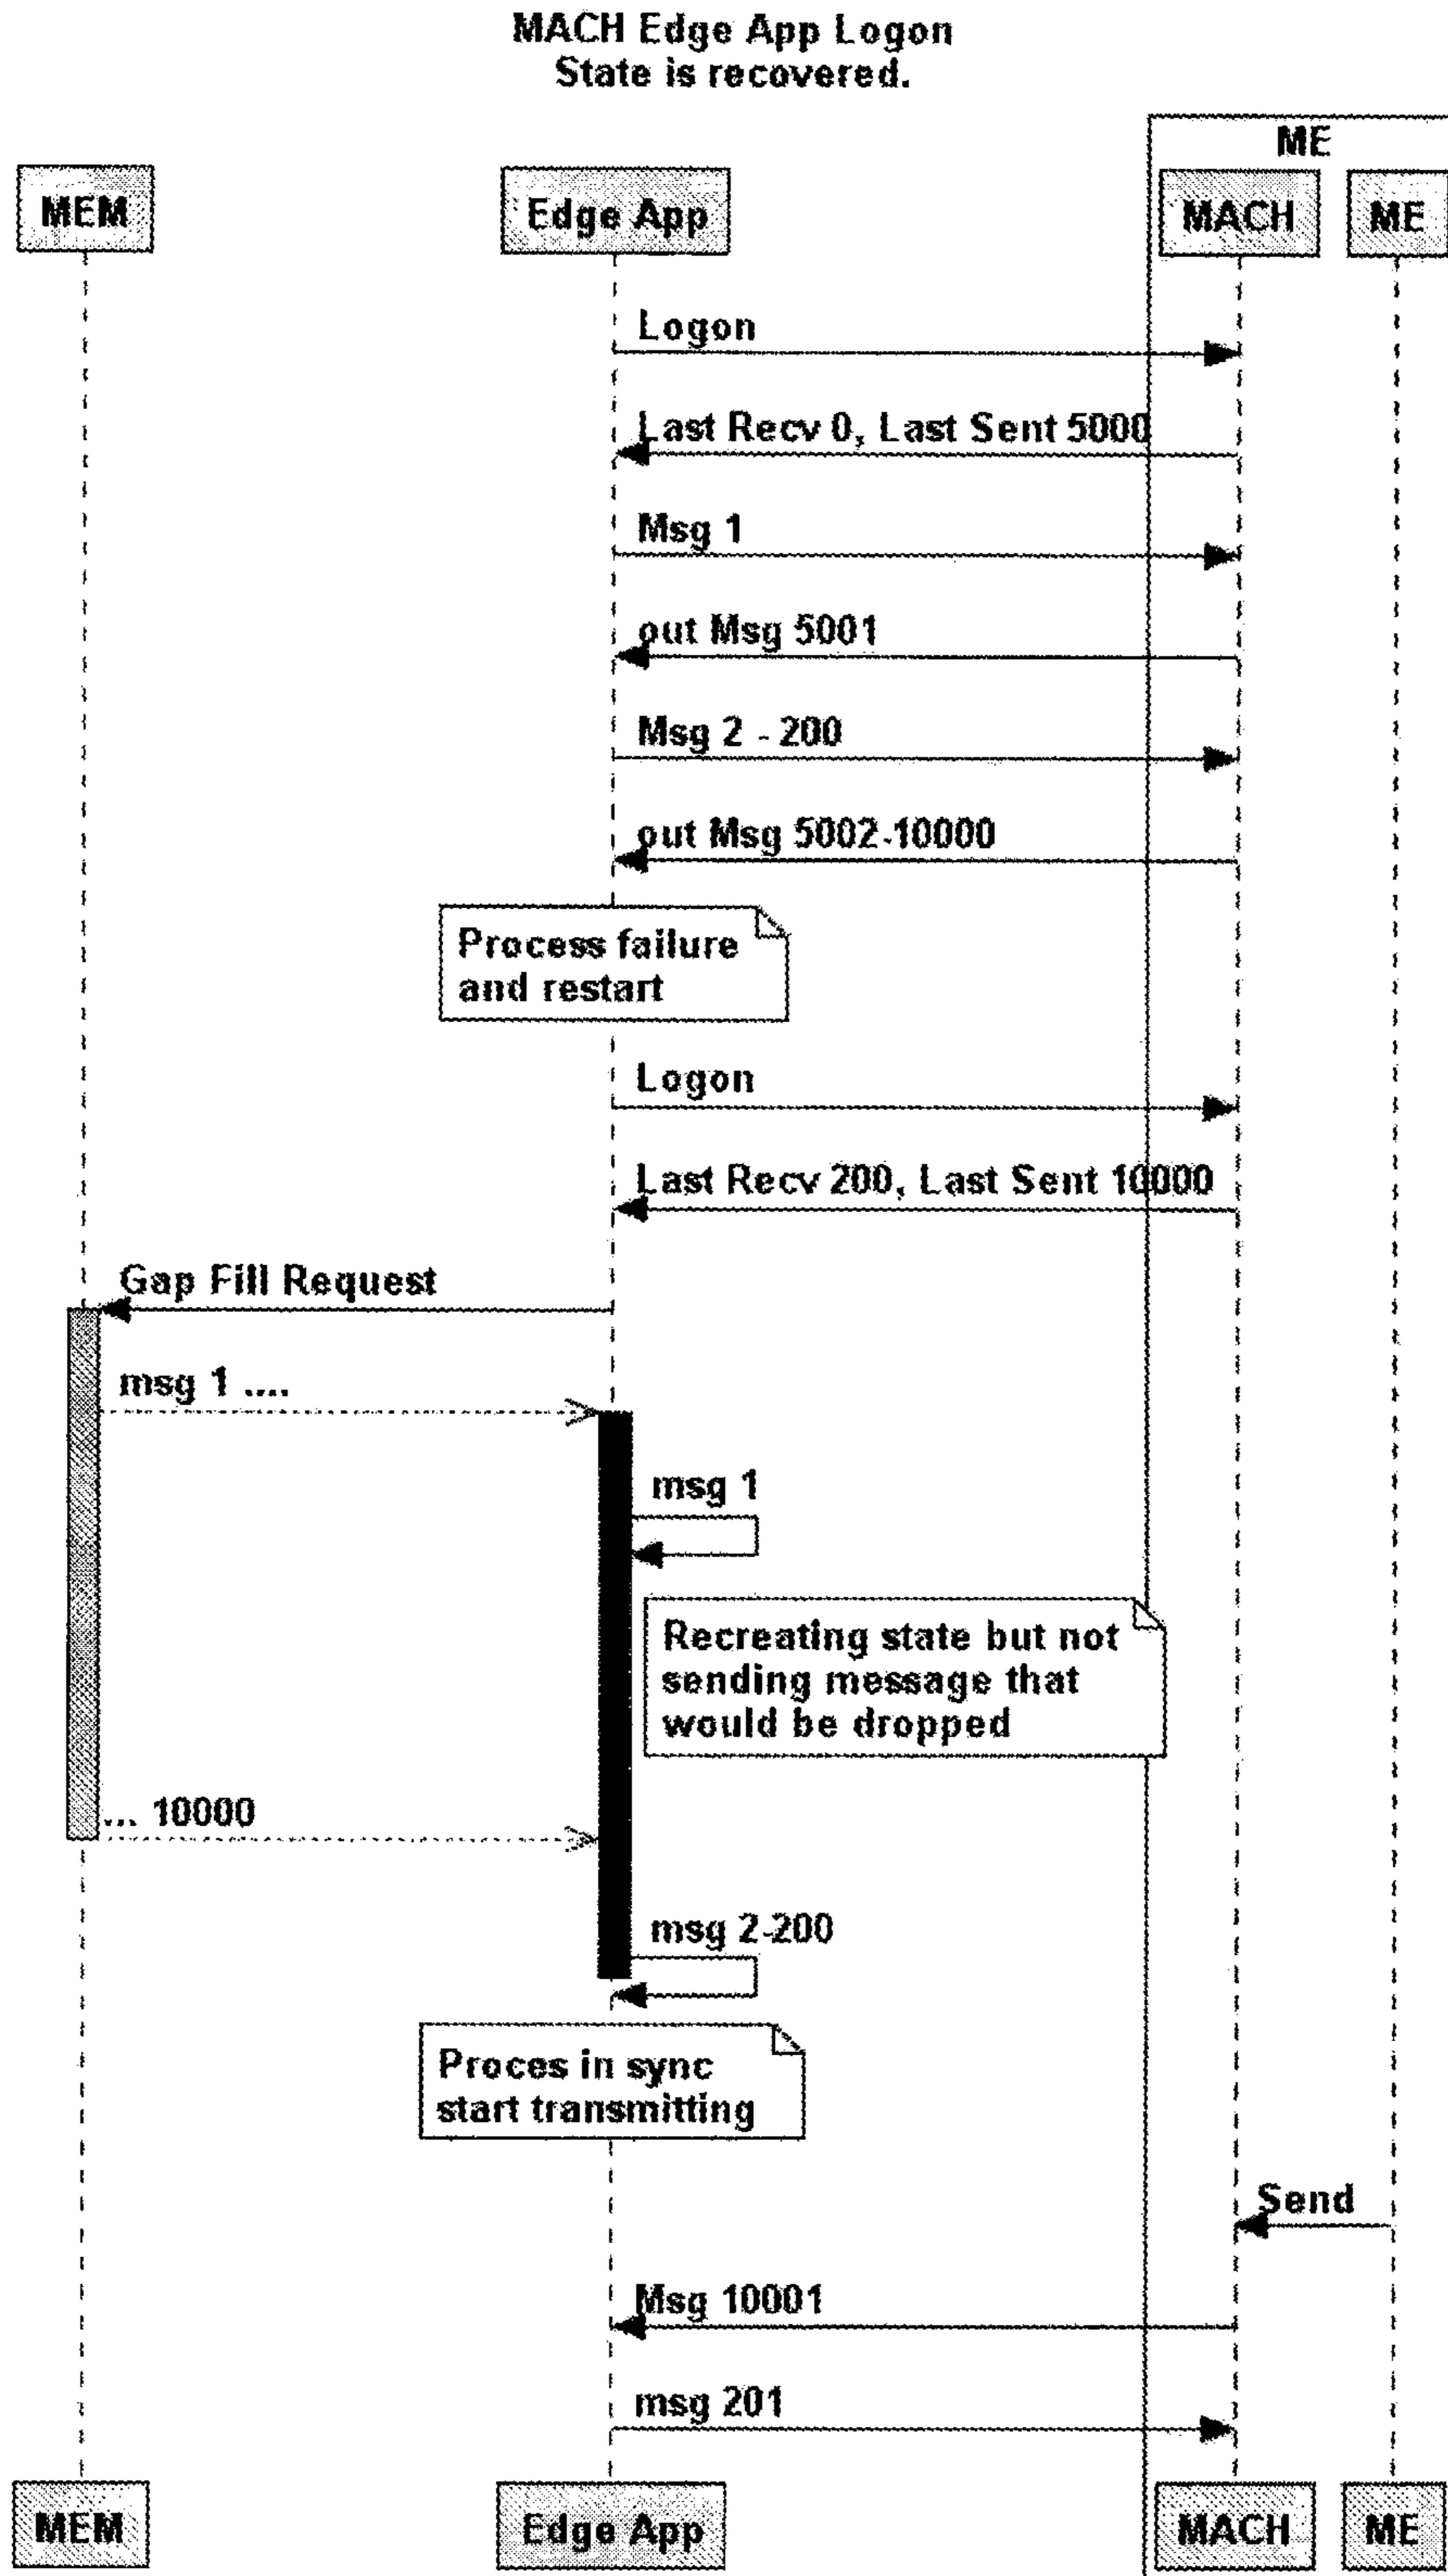 MACH Edge App Logon
State is recovered.
ME
MEM
Edge App
MACH
ME
Logon
Last Recv 0, Last Sent 5000
Msg 1
out Msg 5001
Msg 2 - 200
out Msg 5002-10000
Process failure
and restart
Logon
Last Recv 200, Last Sent 10000
Gap Fill Request
msg 1 ....
msg 1
Recreating state but not
sending message that
would be dropped
... 10000
msg 2-200
Proces in sync
start transmitting
Send
Msg 10001
msg 201
MEM
Edge App
MACH
ME